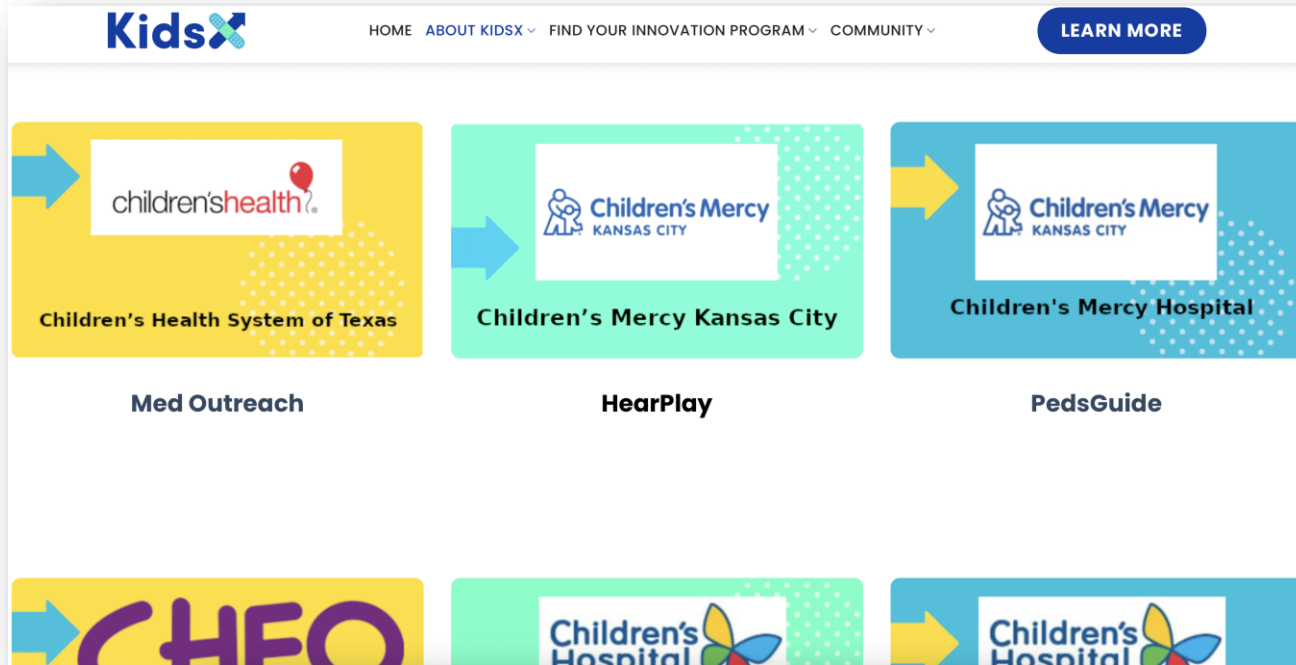 KidsX
HOME ABOUT KIDSX FIND YOUR INNOVATION PROGRAM COMMUNITY
LEARN MORE
children'shealth®
Children's Health System of Texas
Med Outreach
Children's Mercy
KANSAS CITY
Children's Mercy Kansas City
HearPlay
Children's Mercy
KANSAS CITY
Children's Mercy Hospital
PedsGuide
CHEO
Children's
Hospital
Children's
Hospital